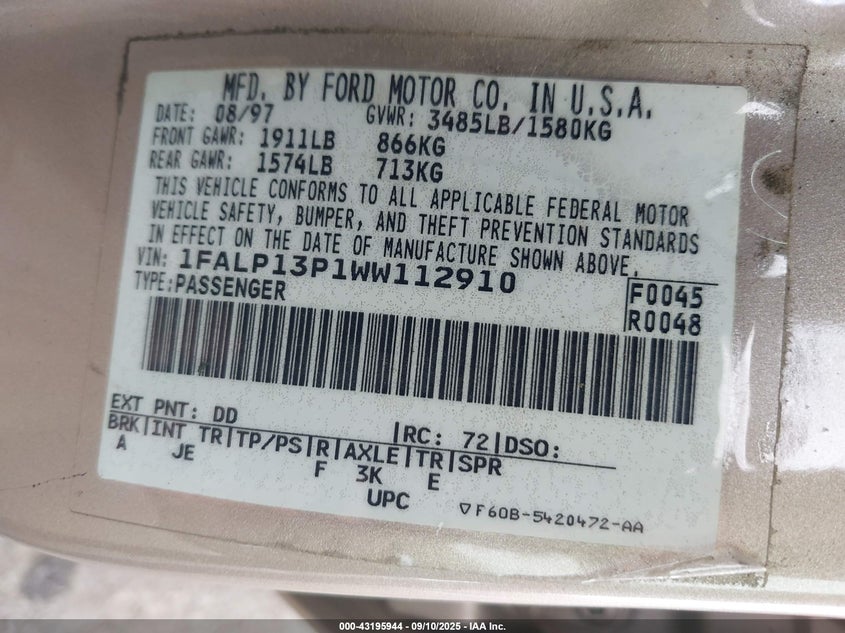 MFD. BY FORD MOTOR CO. IN U.S.A.
DATE: 08/97 GVWR: 3485LB/1580KG
FRONT GAWR: 1911LB 866KG
REAR GAWR: 1574LB 713KG
THIS VEHICLE CONFORMS TO ALL APPLICABLE FEDERAL MOTOR
VEHICLE SAFETY, BUMPER, AND THEFT PREVENTION STANDARDS
IN EFFECT ON THE DATE OF MANUFACTURE SHOWN ABOVE.
VIN: 1FALP13P1WW112910
TYPE: PASSENGER
F0045
R0048
EXT PNT: DD |RC: 72|DSO:
BRK|INT TR|TP/PS|R|AXLE|TR|SPR
A JE F 3K E
UPC ▽F60B-5420472-AA
000-43195944 - 09/10/2025 - IAA Inc.